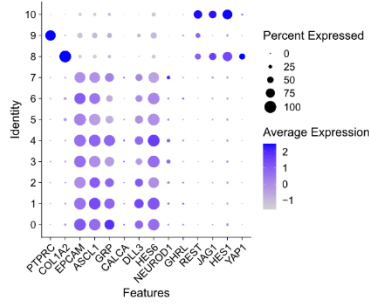 10
9
8
7
6
5
4
3
2
1
0
Identity
PTPRC
COL1A2
EPCAM
ASCL1
GRP
CALCA
DLL3
HES6
NEUROD1
GHRL
REST
JAG1
HES1
YAP1
Features
Percent Expressed
0
25
50
75
100
Average Expression
2
1
0
−1